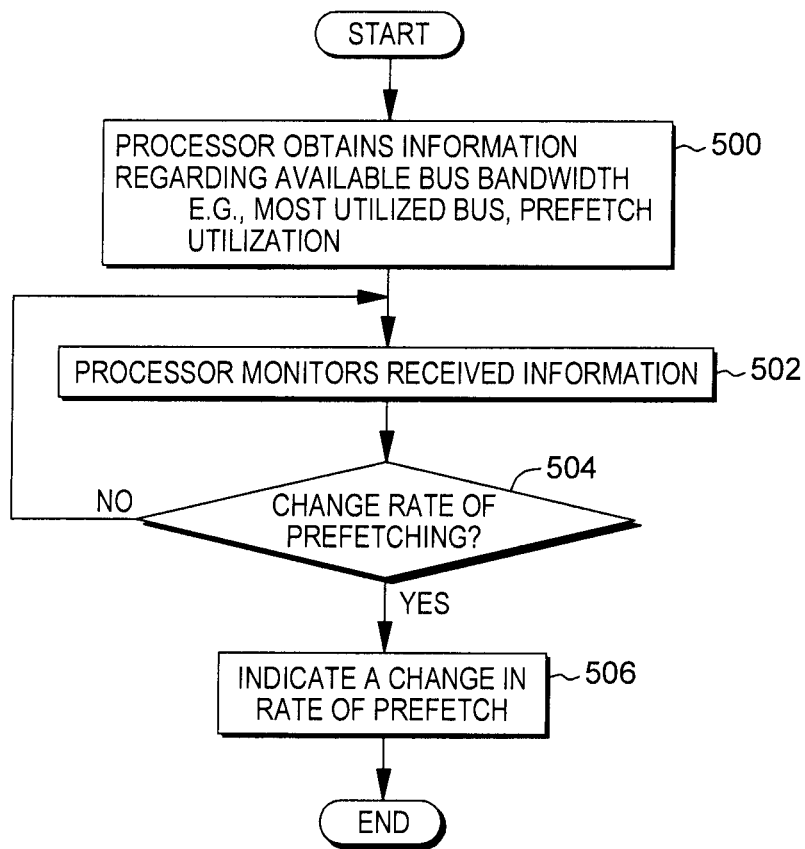 START
PROCESSOR OBTAINS INFORMATION
REGARDING AVAILABLE BUS BANDWIDTH
E.G., MOST UTILIZED BUS, PREFETCH
UTILIZATION
500
PROCESSOR MONITORS RECEIVED INFORMATION
502
504
NO
CHANGE RATE OF
PREFETCHING?
YES
INDICATE A CHANGE IN
RATE OF PREFETCH
506
END